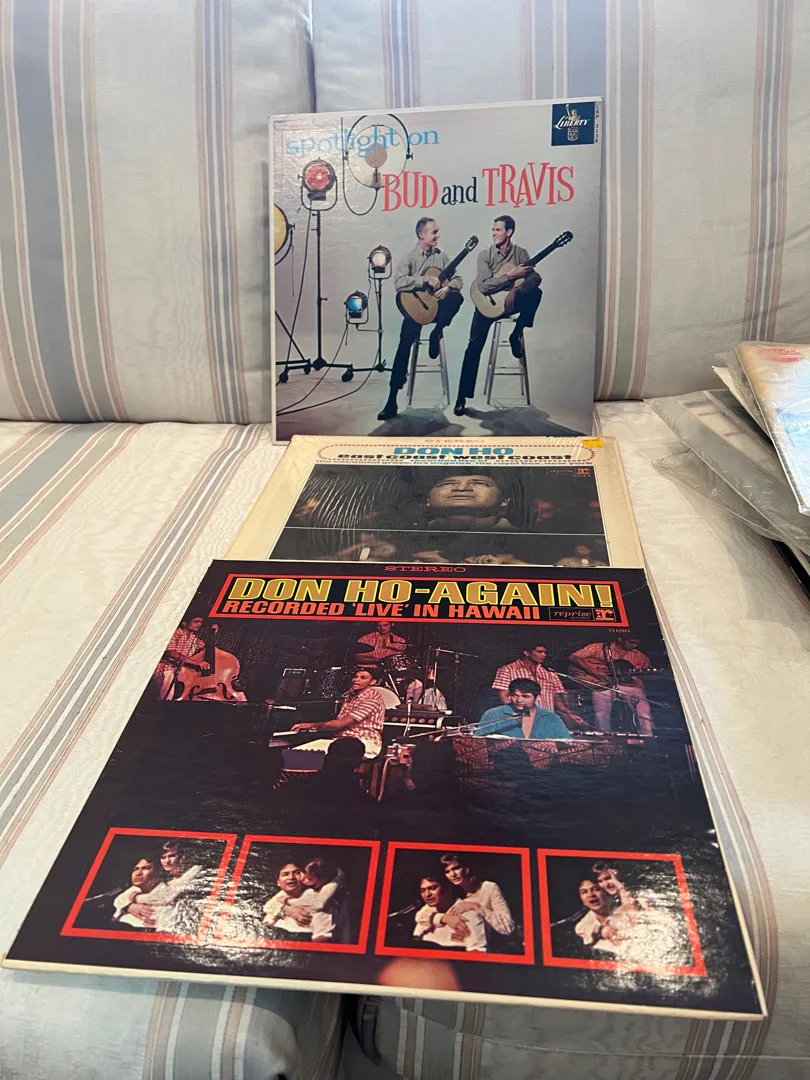 spotlight on
BUD and TRAVIS
LIBERTY
STEREO
DON HO
east coast west coast
reprise r
STEREO
DON HO-AGAIN!
RECORDED 'LIVE' IN HAWAII
reprise r